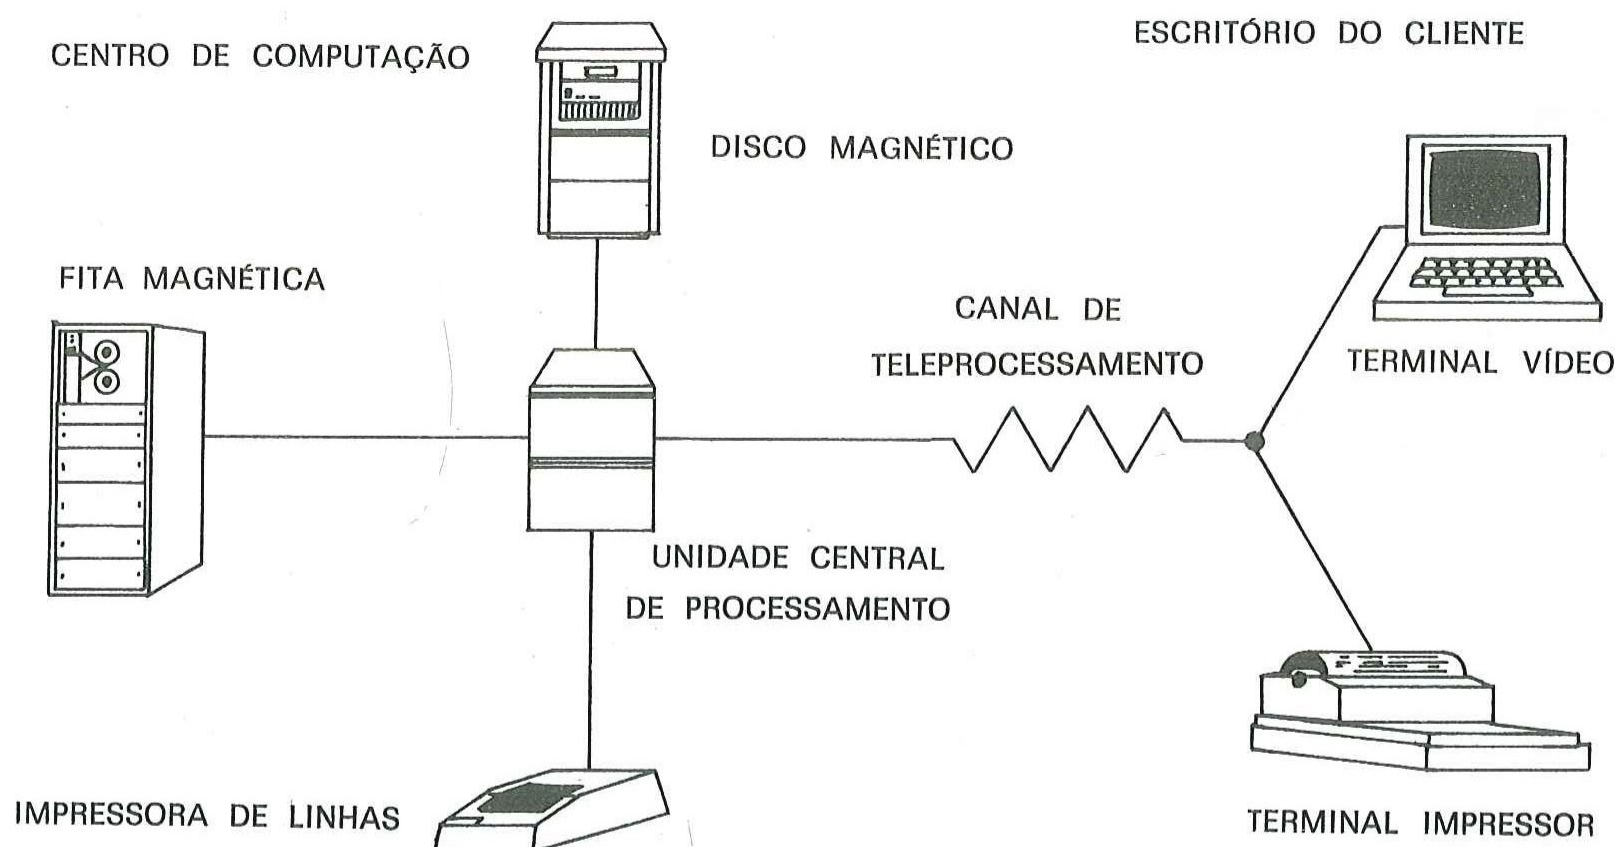 CENTRO DE COMPUTAÇÃO
ESCRITÓRIO DO CLIENTE
DISCO MAGNÉTICO
FITA MAGNÉTICA
CANAL DE
TELEPROCESSAMENTO
TERMINAL VÍDEO
UNIDADE CENTRAL
DE PROCESSAMENTO
IMPRESSORA DE LINHAS
TERMINAL IMPRESSOR